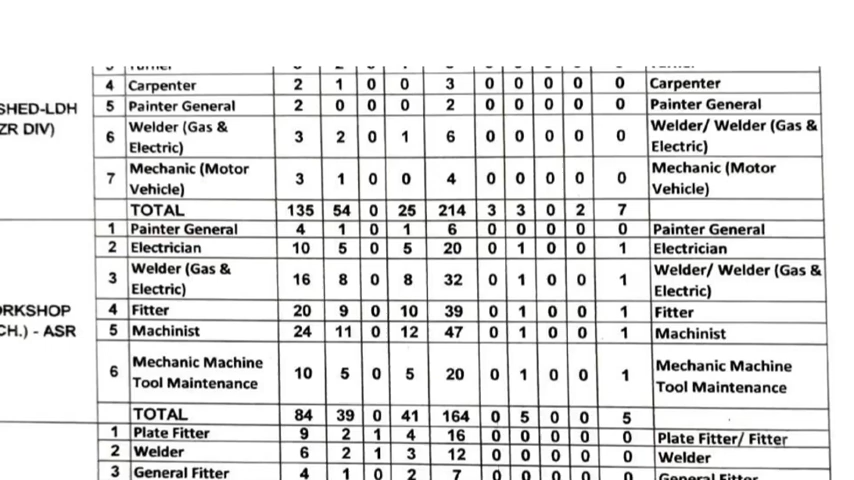 4 Carpenter 2 1 0 0 3 0 0 0 0 0 Carpenter
SHED-LDH 5 Painter General 2 0 0 0 2 0 0 0 0 0 Painter General
ZR DIV) 6 Welder (Gas & Electric) 3 2 0 1 6 0 0 0 0 0 Welder/ Welder (Gas & Electric)
7 Mechanic (Motor Vehicle) 3 1 0 0 4 0 0 0 0 0 Mechanic (Motor Vehicle)
TOTAL 135 54 0 25 214 3 3 0 2 7
1 Painter General 4 1 0 1 6 0 0 0 0 0 Painter General
2 Electrician 10 5 0 5 20 0 1 0 0 1 Electrician
3 Welder (Gas & Electric) 16 8 0 8 32 0 1 0 0 1 Welder/ Welder (Gas & Electric)
ORKSHOP 4 Fitter 20 9 0 10 39 0 1 0 0 1 Fitter
CH.) - ASR 5 Machinist 24 11 0 12 47 0 1 0 0 1 Machinist
6 Mechanic Machine Tool Maintenance 10 5 0 5 20 0 1 0 0 1 Mechanic Machine Tool Maintenance
TOTAL 84 39 0 41 164 0 5 0 0 5
1 Plate Fitter 9 2 1 4 16 0 0 0 0 0 Plate Fitter/ Fitter
2 Welder 6 2 1 3 12 0 0 0 0 0 Welder
3 General Fitter 4 1 0 2 7 0 0 0 0 0 General Fitter